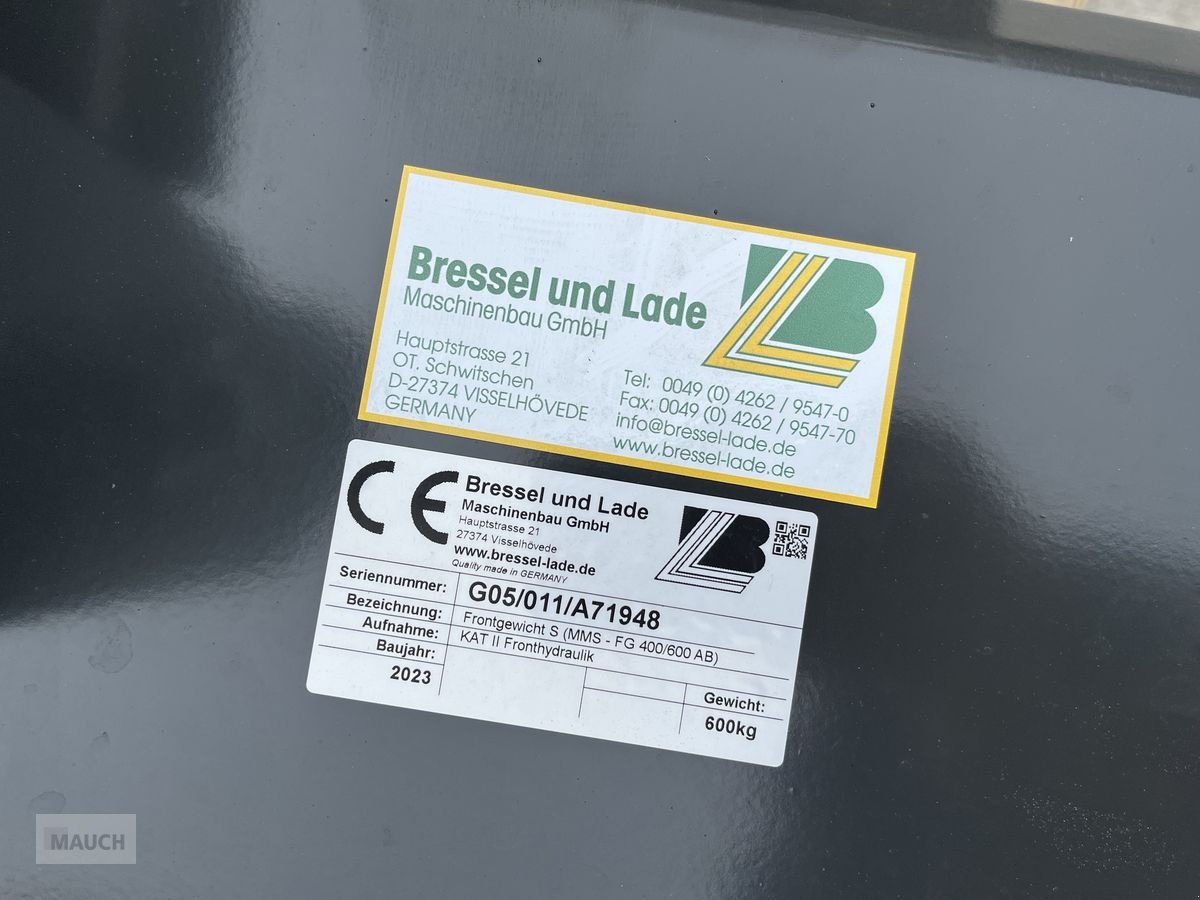 Bressel und Lade
Maschinenbau GmbH
Hauptstrasse 21
OT. Schwitschen
D-27374 VISSELHÖVEDE
GERMANY
Tel: 0049 (0) 4262 / 9547-0
Fax: 0049 (0) 4262 / 9547-70
info@bressel-lade.de
www.bressel-lade.de
LB
CE
Bressel und Lade
Maschinenbau GmbH
Hauptstrasse 21
27374 Visselhövede
www.bressel-lade.de
Quality made in GERMANY
LB
Seriennummer: G05/011/A71948
Bezeichnung: Frontgewicht S (MMS - FG 400/600 AB)
Aufnahme: KAT II Fronthydraulik
Baujahr:
2023
Gewicht:
600kg
MAUCH